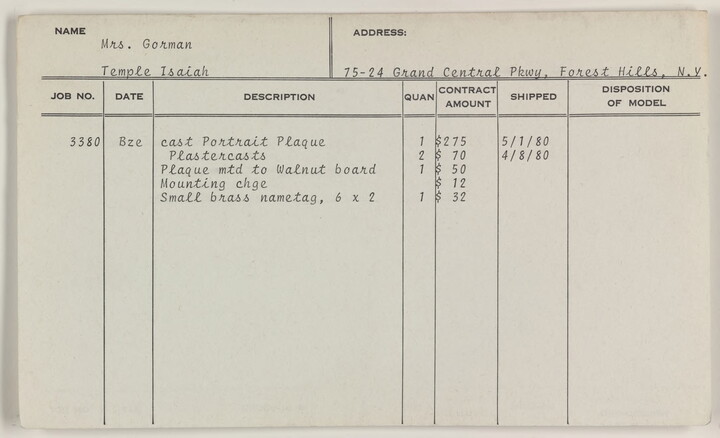 NAME
Mrs. Gorman
Temple Isaiah
ADDRESS:
75-24 Grand Central Pkwy, Forest Hills, N.Y.
JOB NO. DATE DESCRIPTION QUAN CONTRACT AMOUNT SHIPPED DISPOSITION OF MODEL
3380 Bze cast Portrait Plaque 1 $275 5/1/80
Plastercasts 2 $ 70 4/8/80
Plaque mtd to Walnut board 1 $ 50
Mounting chge $ 12
Small brass nametag, 6 x 2 1 $ 32